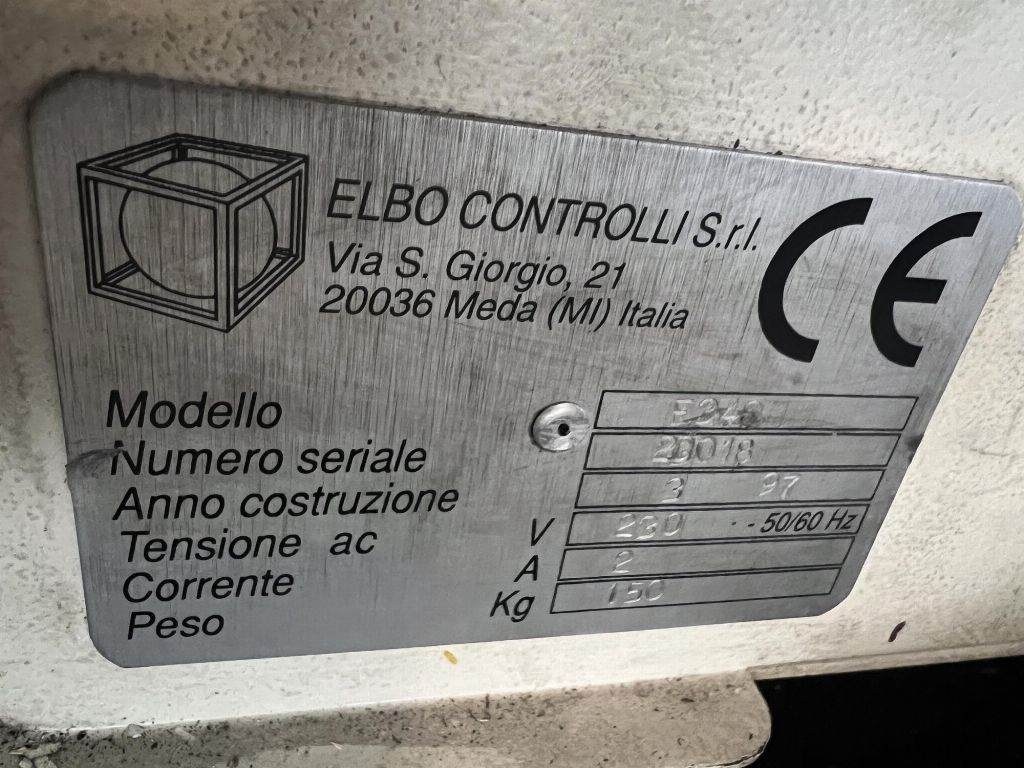 ELBO CONTROLLI S.r.l.
Via S. Giorgio, 21
20036 Meda (MI) Italia
CE
Modello
Numero seriale
Anno costruzione 3 97
Tensione ac V 230 50/60 Hz
Corrente A 2
Peso Kg 150